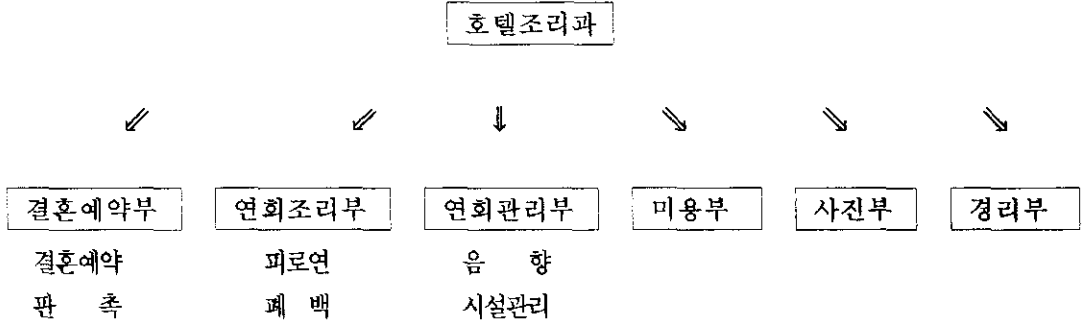 호텔조리과
⇙ ⇙ ⇓ ⇘ ⇘ ⇘
결혼예약부 연회조리부 연회관리부 미용부 사진부 경리부
결혼예약 피로연 음 향
판 촉 폐 백 시설관리